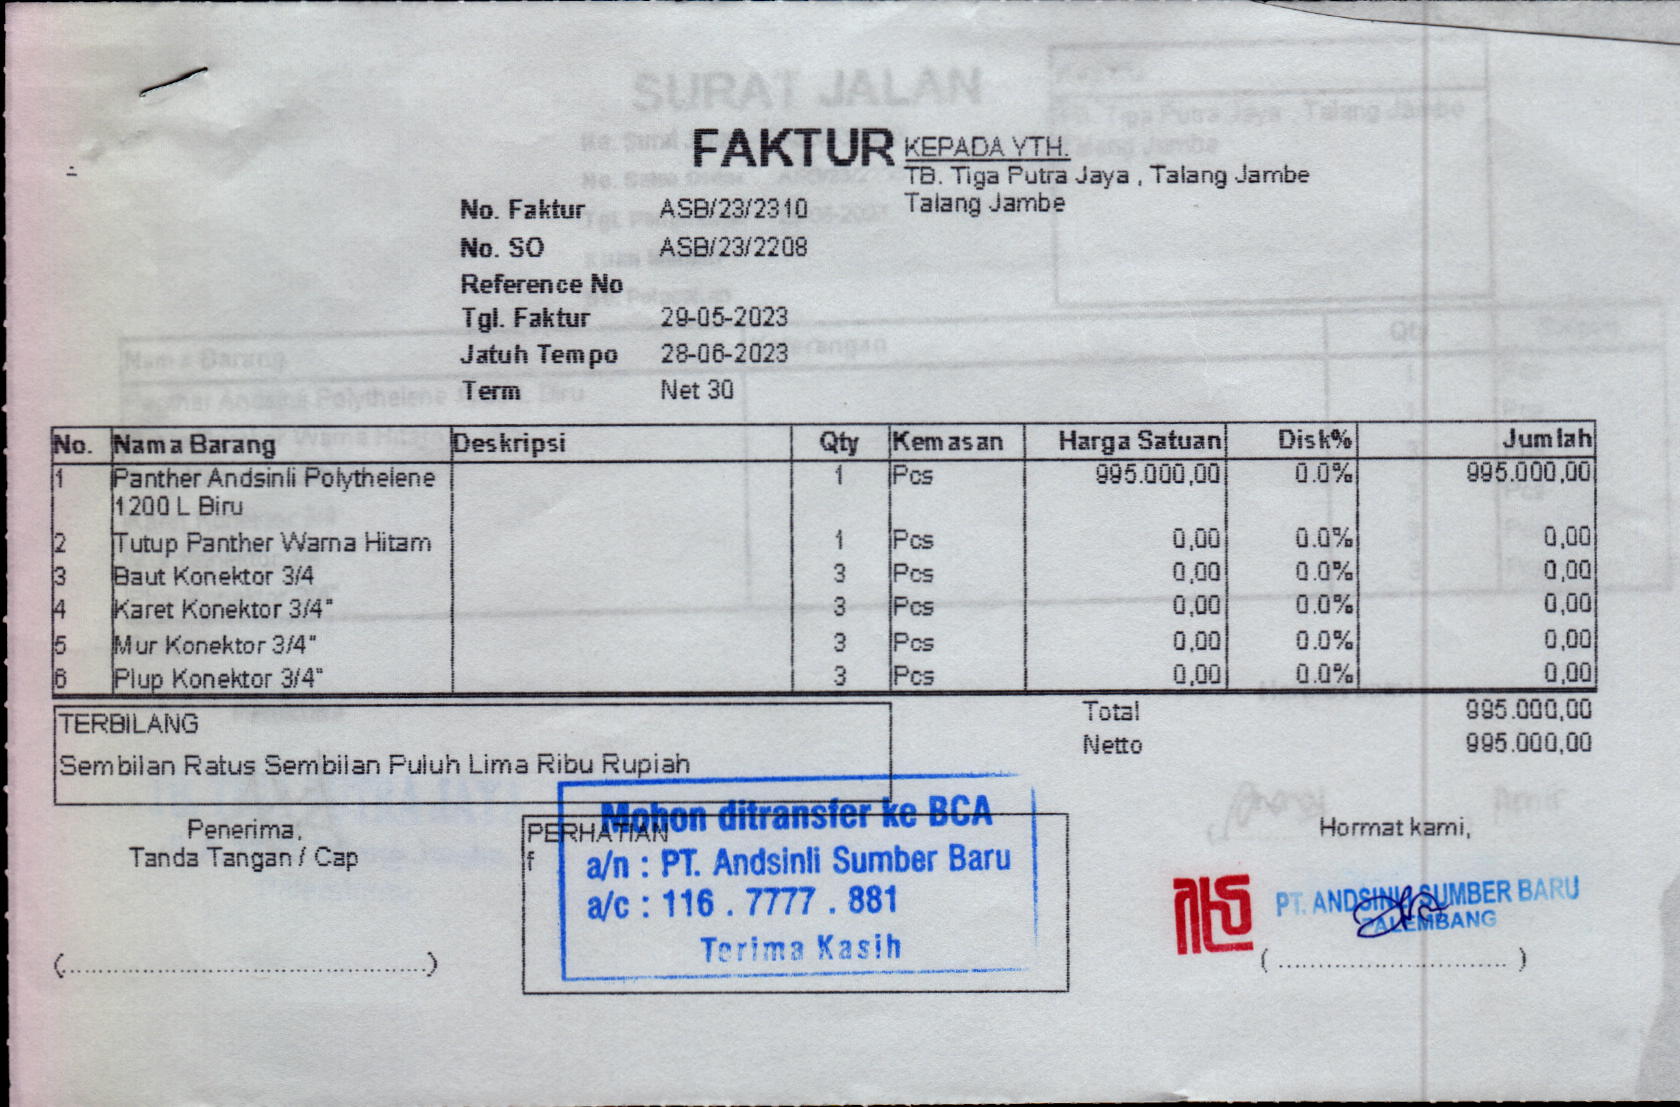 FAKTUR
KEPADA YTH.
TB. Tiga Putra Jaya , Talang Jambe
Talang Jambe
No. Faktur ASB/23/2310
No. SO ASB/23/2208
Reference No
Tgl. Faktur 29-05-2023
Jatuh Tempo 28-06-2023
Term Net 30
No. Nama Barang Deskripsi Qty Kemasan Harga Satuan Disk% Jumlah
1 Panther Andsinli Polythelene 1 Pcs 995.000,00 0.0% 995.000,00
1200 L Biru
2 Tutup Panther Warna Hitam 1 Pcs 0,00 0.0% 0,00
3 Baut Konektor 3/4 3 Pcs 0,00 0.0% 0,00
4 Karet Konektor 3/4" 3 Pcs 0,00 0.0% 0,00
5 Mur Konektor 3/4" 3 Pcs 0,00 0.0% 0,00
6 Plup Konektor 3/4" 3 Pcs 0,00 0.0% 0,00
Total 995.000,00
Netto 995.000,00
TERBILANG
Sembilan Ratus Sembilan Puluh Lima Ribu Rupiah
Penerima,
Tanda Tangan / Cap
(..........................................)
PERHATIAN
f
Mohon ditransfer ke BCA
a/n : PT. Andsinli Sumber Baru
a/c : 116 . 7777 . 881
Terima Kasih
Hormat kami,
PT. ANDSINLI SUMBER BARU
PALEMBANG
( .......................... )
SURAT JALAN